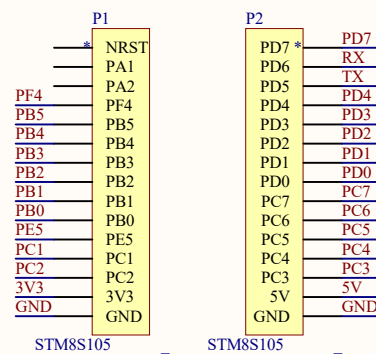 P1
* NRST
PA1
PA2
PF4 PF4
PB5 PB5
PB4 PB4
PB3 PB3
PB2 PB2
PB1 PB1
PB0 PB0
PE5 PE5
PC1 PC1
PC2 PC2
3V3 3V3
GND GND
STM8S105
P2
PD7 * PD7
PD6 RX
PD5 TX
PD4 PD4
PD3 PD3
PD2 PD2
PD1 PD1
PD0 PD0
PC7 PC7
PC6 PC6
PC5 PC5
PC4 PC4
PC3 PC3
5V 5V
GND GND
STM8S105